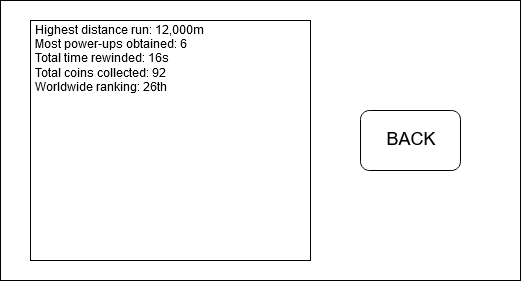 Highest distance run: 12,000m
Most power-ups obtained: 6
Total time rewinded: 16s
Total coins collected: 92
Worldwide ranking: 26th
BACK